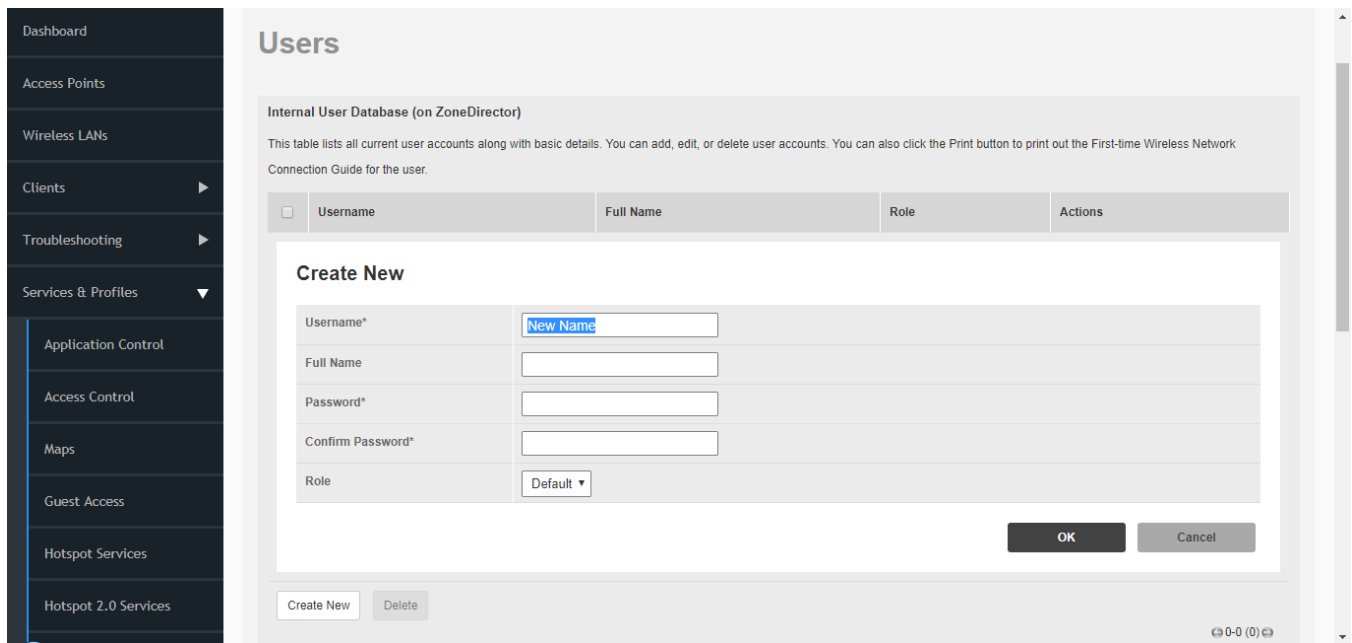 Dashboard
Access Points
Wireless LANs
Clients
Troubleshooting
Services & Profiles
Application Control
Access Control
Maps
Guest Access
Hotspot Services
Hotspot 2.0 Services
Users
Internal User Database (on ZoneDirector)
This table lists all current user accounts along with basic details. You can add, edit, or delete user accounts. You can also click the Print button to print out the First-time Wireless Network
Connection Guide for the user.
Username Full Name Role Actions
Create New
Username* New Name
Full Name
Password*
Confirm Password*
Role Default
OK Cancel
Create New Delete
0-0 (0)